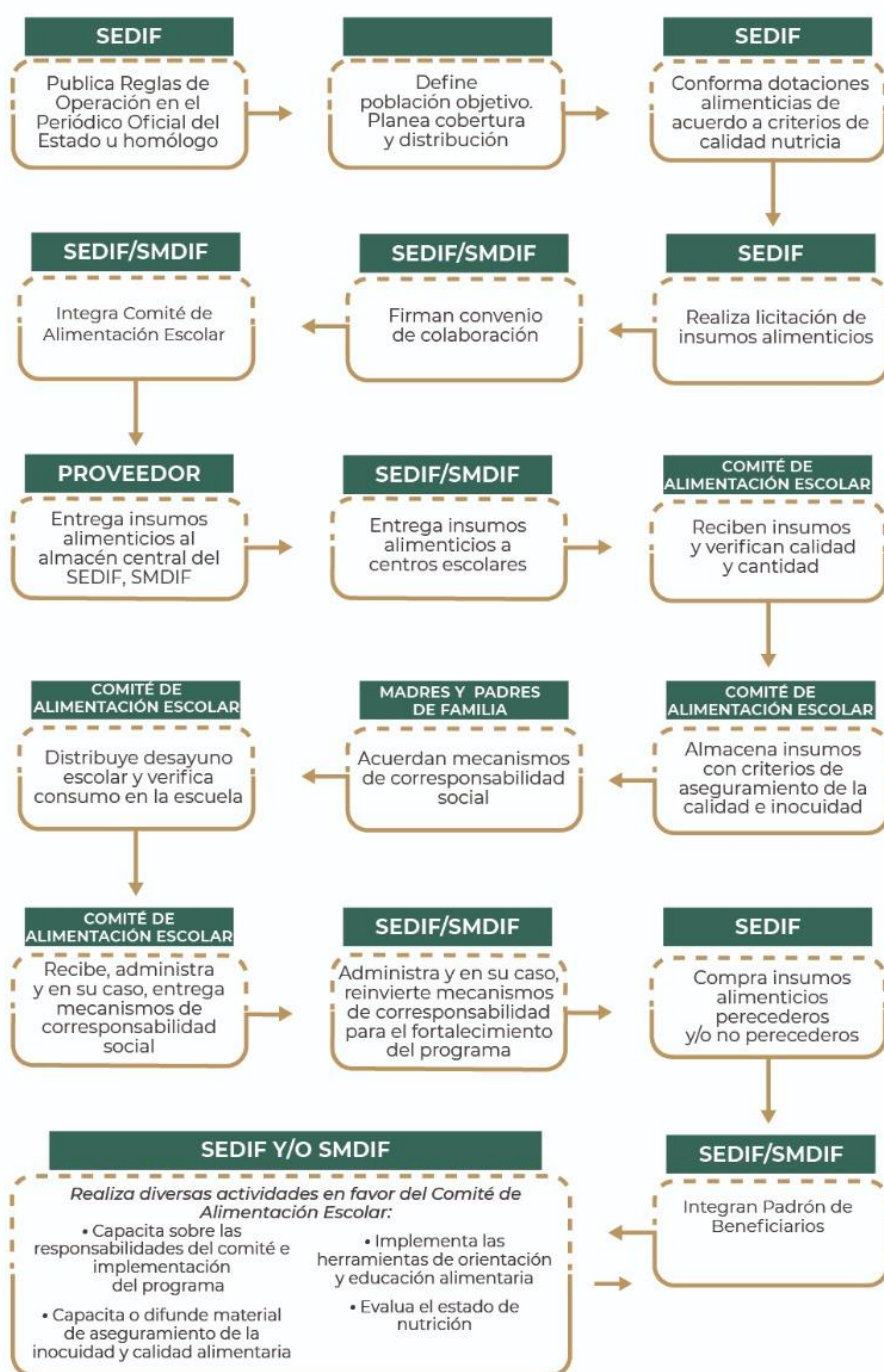 SEDIF
Publica Reglas de
Operación en el
Periódico Oficial del
Estado u homólogo
Define
población objetivo.
Planea cobertura
y distribución
SEDIF
Conforma dotaciones
alimenticias de
acuerdo a criterios de
calidad nutricia
SEDIF
Realiza licitación de
insumos alimenticios
SEDIF/SMDIF
Firman convenio
de colaboración
SEDIF/SMDIF
Integra Comité de
Alimentación Escolar
PROVEEDOR
Entrega insumos
alimenticios al
almacén central del
SEDIF, SMDIF
SEDIF/SMDIF
Entrega insumos
alimenticios a
centros escolares
COMITÉ DE
ALIMENTACIÓN ESCOLAR
Reciben insumos
y verifican calidad
y cantidad
COMITÉ DE
ALIMENTACIÓN ESCOLAR
Almacena insumos
con criterios de
aseguramiento de la
calidad e inocuidad
MADRES Y PADRES
DE FAMILIA
Acuerdan mecanismos
de corresponsabilidad
social
COMITÉ DE
ALIMENTACIÓN ESCOLAR
Distribuye desayuno
escolar y verifica
consumo en la escuela
COMITÉ DE
ALIMENTACIÓN ESCOLAR
Recibe, administra
y en su caso, entrega
mecanismos de
corresponsabilidad
social
SEDIF/SMDIF
Administra y en su caso,
reinvierte mecanismos
de corresponsabilidad
para el fortalecimiento
del programa
SEDIF
Compra insumos
alimenticios
perecederos
y/o no perecederos
SEDIF/SMDIF
Integran Padrón de
Beneficiarios
SEDIF Y/O SMDIF
Realiza diversas actividades en favor del Comité de
Alimentación Escolar:
• Capacita sobre las
responsabilidades del comité e
implementación
del programa
• Capacita o difunde material
de aseguramiento de la
inocuidad y calidad alimentaria
• Implementa las
herramientas de orientación
y educación alimentaria
• Evalua el estado de
nutrición